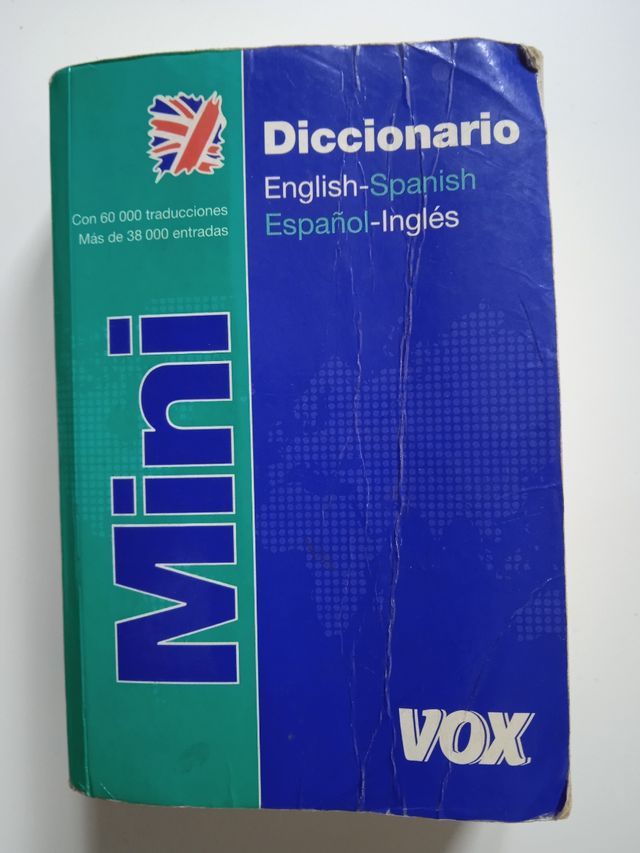 Diccionario
English-Spanish
Español-Inglés
Con 60 000 traducciones
Más de 38 000 entradas
Mini
VOX